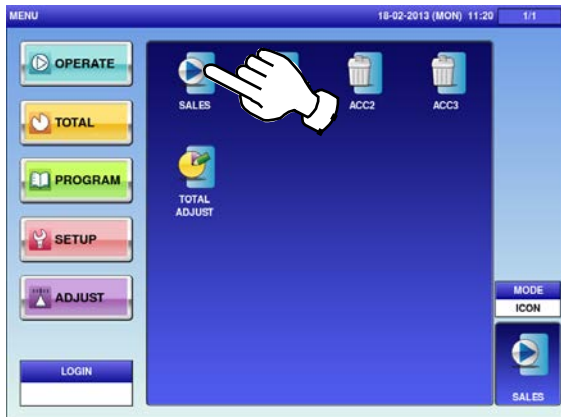 MENU
18-02-2013 (MON) 11:20
1/1
OPERATE
TOTAL
PROGRAM
SETUP
ADJUST
LOGIN
SALES
ACC2
ACC3
TOTAL
ADJUST
MODE
ICON
SALES